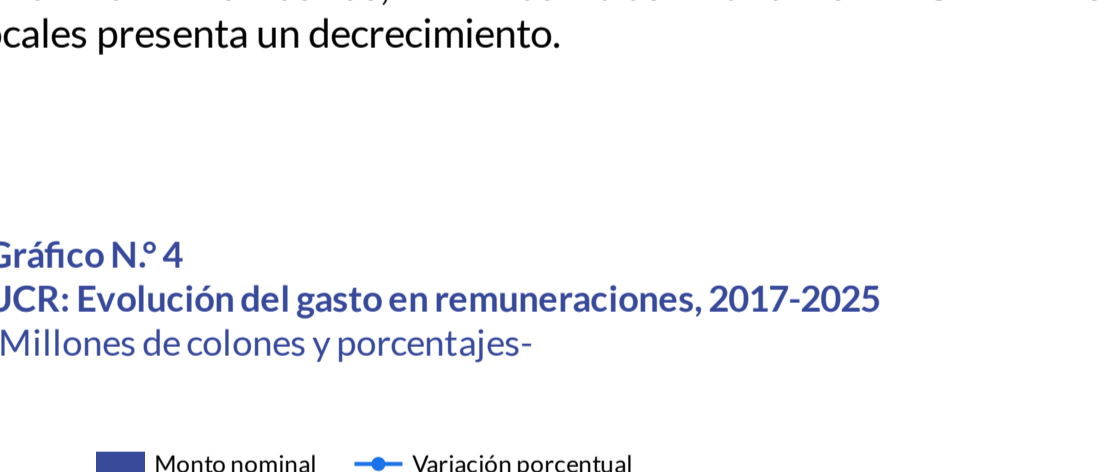 ocales presenta un decrecimiento.
Gráfico N.º 4
UCR: Evolución del gasto en remuneraciones, 2017-2025
Millones de colones y porcentajes-
Monto nominal Variación porcentual